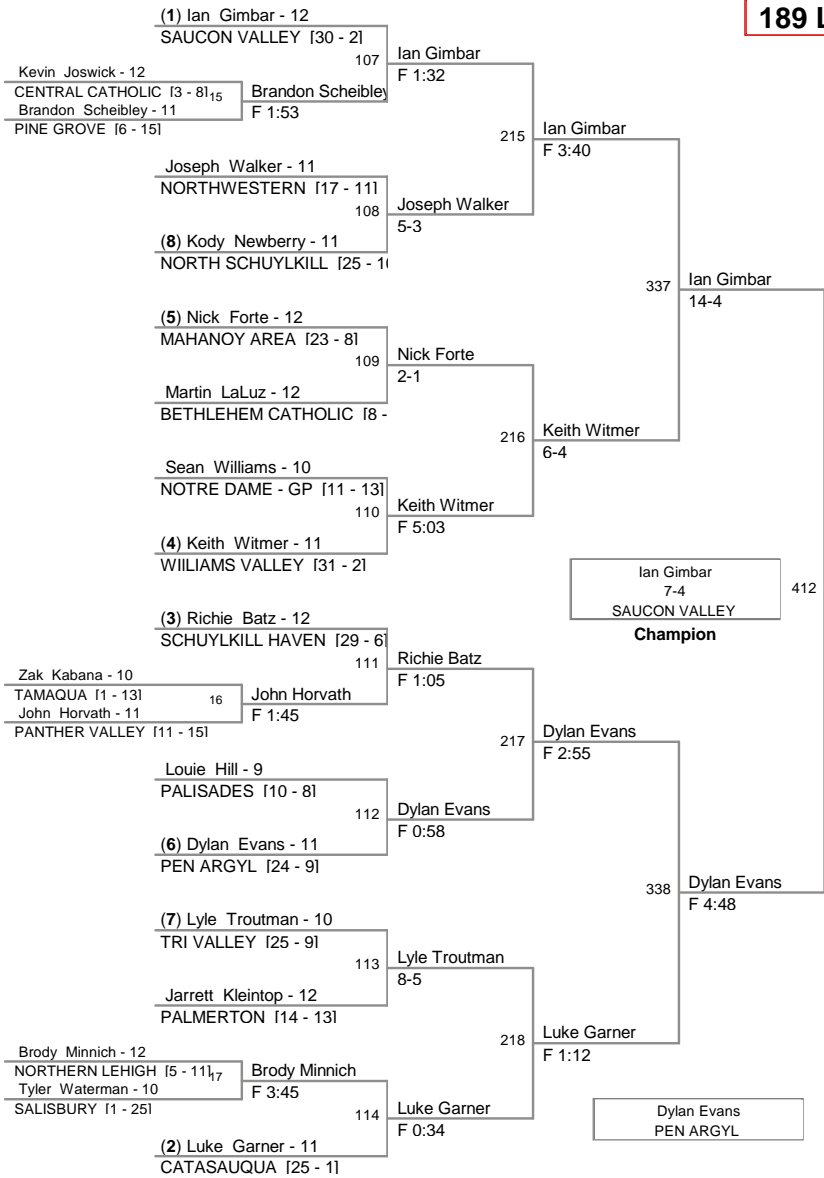 189 L
(1) Ian Gimbar - 12
SAUCON VALLEY [30 - 2]
107
Ian Gimbar
F 1:32
Kevin Joswick - 12
CENTRAL CATHOLIC [3 - 8]
15
Brandon Scheibley
F 1:53
Brandon Scheibley - 11
PINE GROVE [6 - 15]
215
Ian Gimbar
F 3:40
Joseph Walker - 11
NORTHWESTERN [17 - 11]
108
Joseph Walker
5-3
(8) Kody Newberry - 11
NORTH SCHUYLKILL [25 - 1
337
Ian Gimbar
14-4
(5) Nick Forte - 12
MAHANOY AREA [23 - 8]
109
Nick Forte
2-1
Martin LaLuz - 12
BETHLEHEM CATHOLIC [8 -
216
Keith Witmer
6-4
Sean Williams - 10
NOTRE DAME - GP [11 - 13]
110
Keith Witmer
F 5:03
(4) Keith Witmer - 11
WIILIAMS VALLEY [31 - 2]
Ian Gimbar
7-4
SAUCON VALLEY
412
Champion
(3) Richie Batz - 12
SCHUYLKILL HAVEN [29 - 6]
111
Richie Batz
F 1:05
Zak Kabana - 10
TAMAQUA [1 - 13]
16
John Horvath
F 1:45
John Horvath - 11
PANTHER VALLEY [11 - 15]
217
Dylan Evans
F 2:55
Louie Hill - 9
PALISADES [10 - 8]
112
Dylan Evans
F 0:58
(6) Dylan Evans - 11
PEN ARGYL [24 - 9]
338
Dylan Evans
F 4:48
(7) Lyle Troutman - 10
TRI VALLEY [25 - 9]
113
Lyle Troutman
8-5
Jarrett Kleintop - 12
PALMERTON [14 - 13]
218
Luke Garner
F 1:12
Brody Minnich - 12
NORTHERN LEHIGH [5 - 11]
17
Brody Minnich
F 3:45
Tyler Waterman - 10
SALISBURY [1 - 25]
114
Luke Garner
F 0:34
(2) Luke Garner - 11
CATASAUQUA [25 - 1]
Dylan Evans
PEN ARGYL